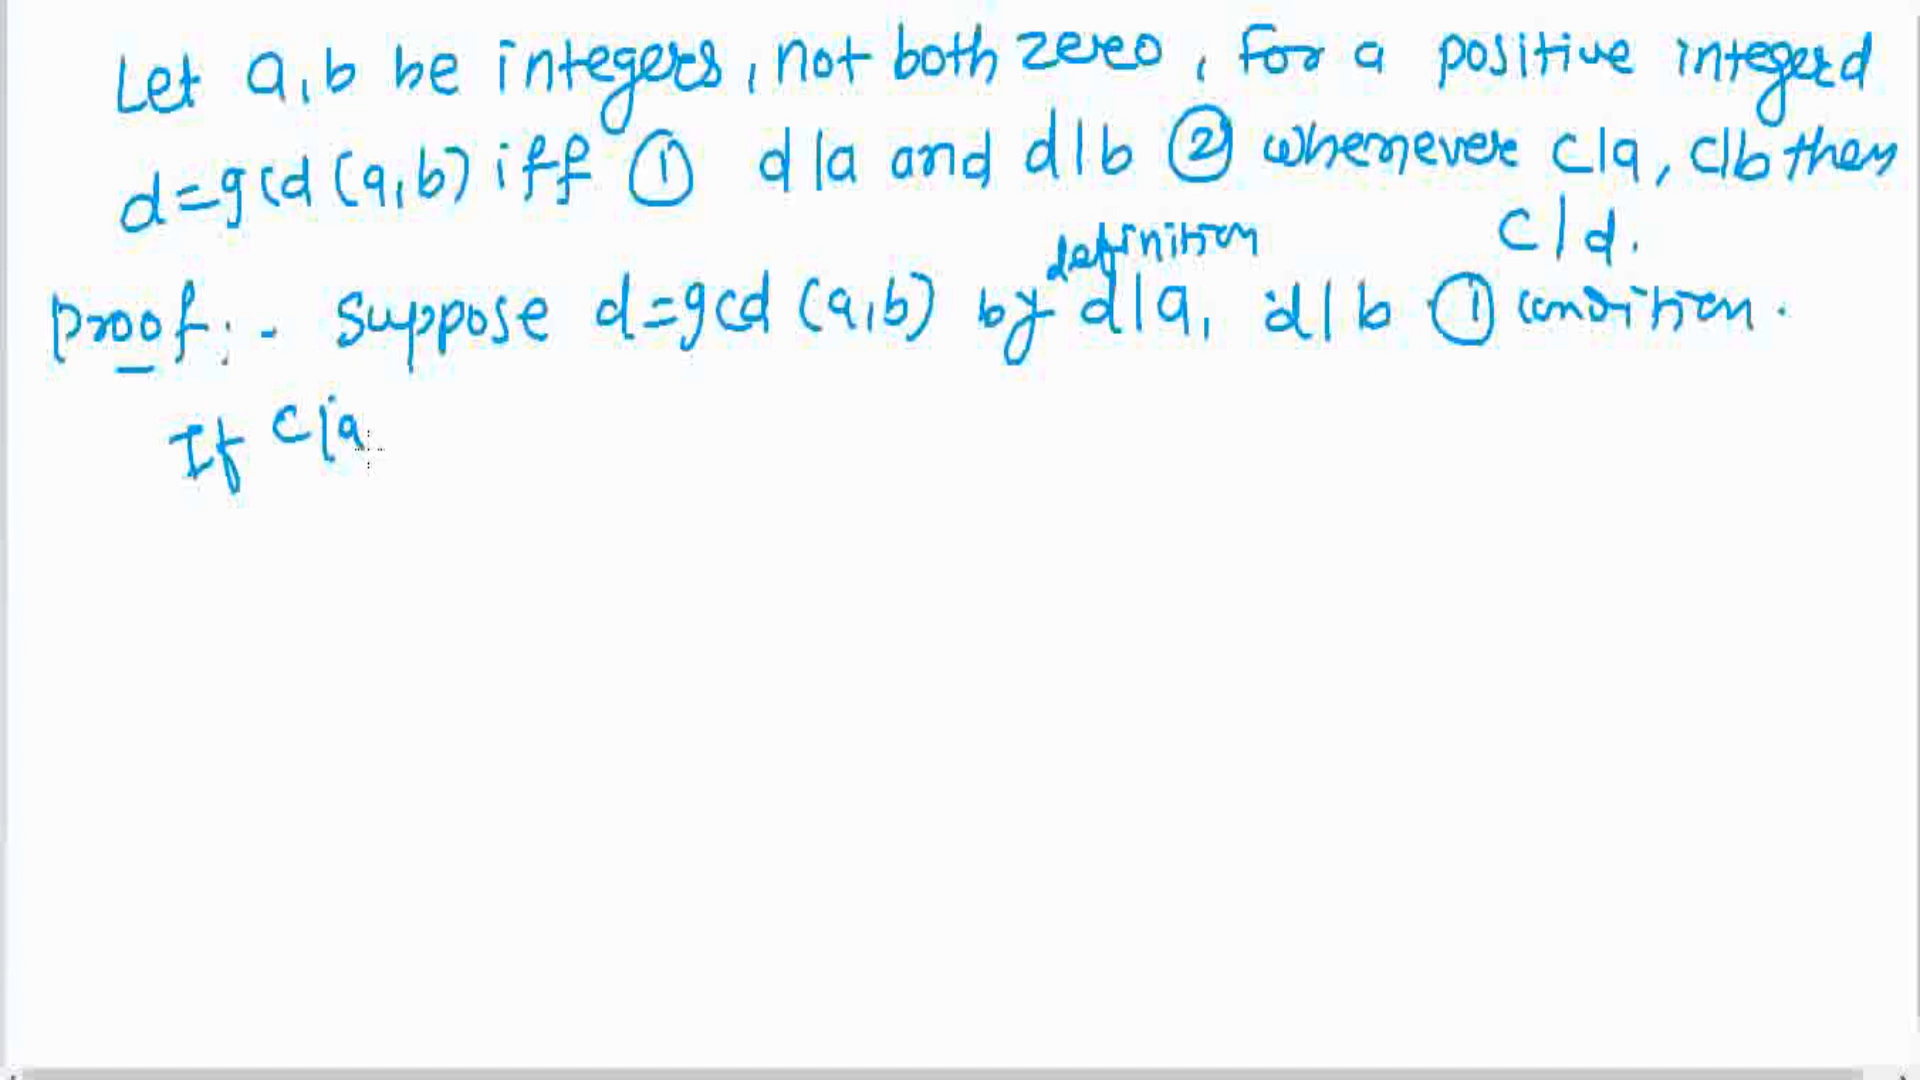 Let a,b be integers, not both zero, for a positive integer d
d=gcd(a,b) iff ① d|a and d|b ② whenever c|a, c|b then
c|d.
Proof:- Suppose d=gcd(a,b) by definition d|a, d|b ① condition.
If c|a